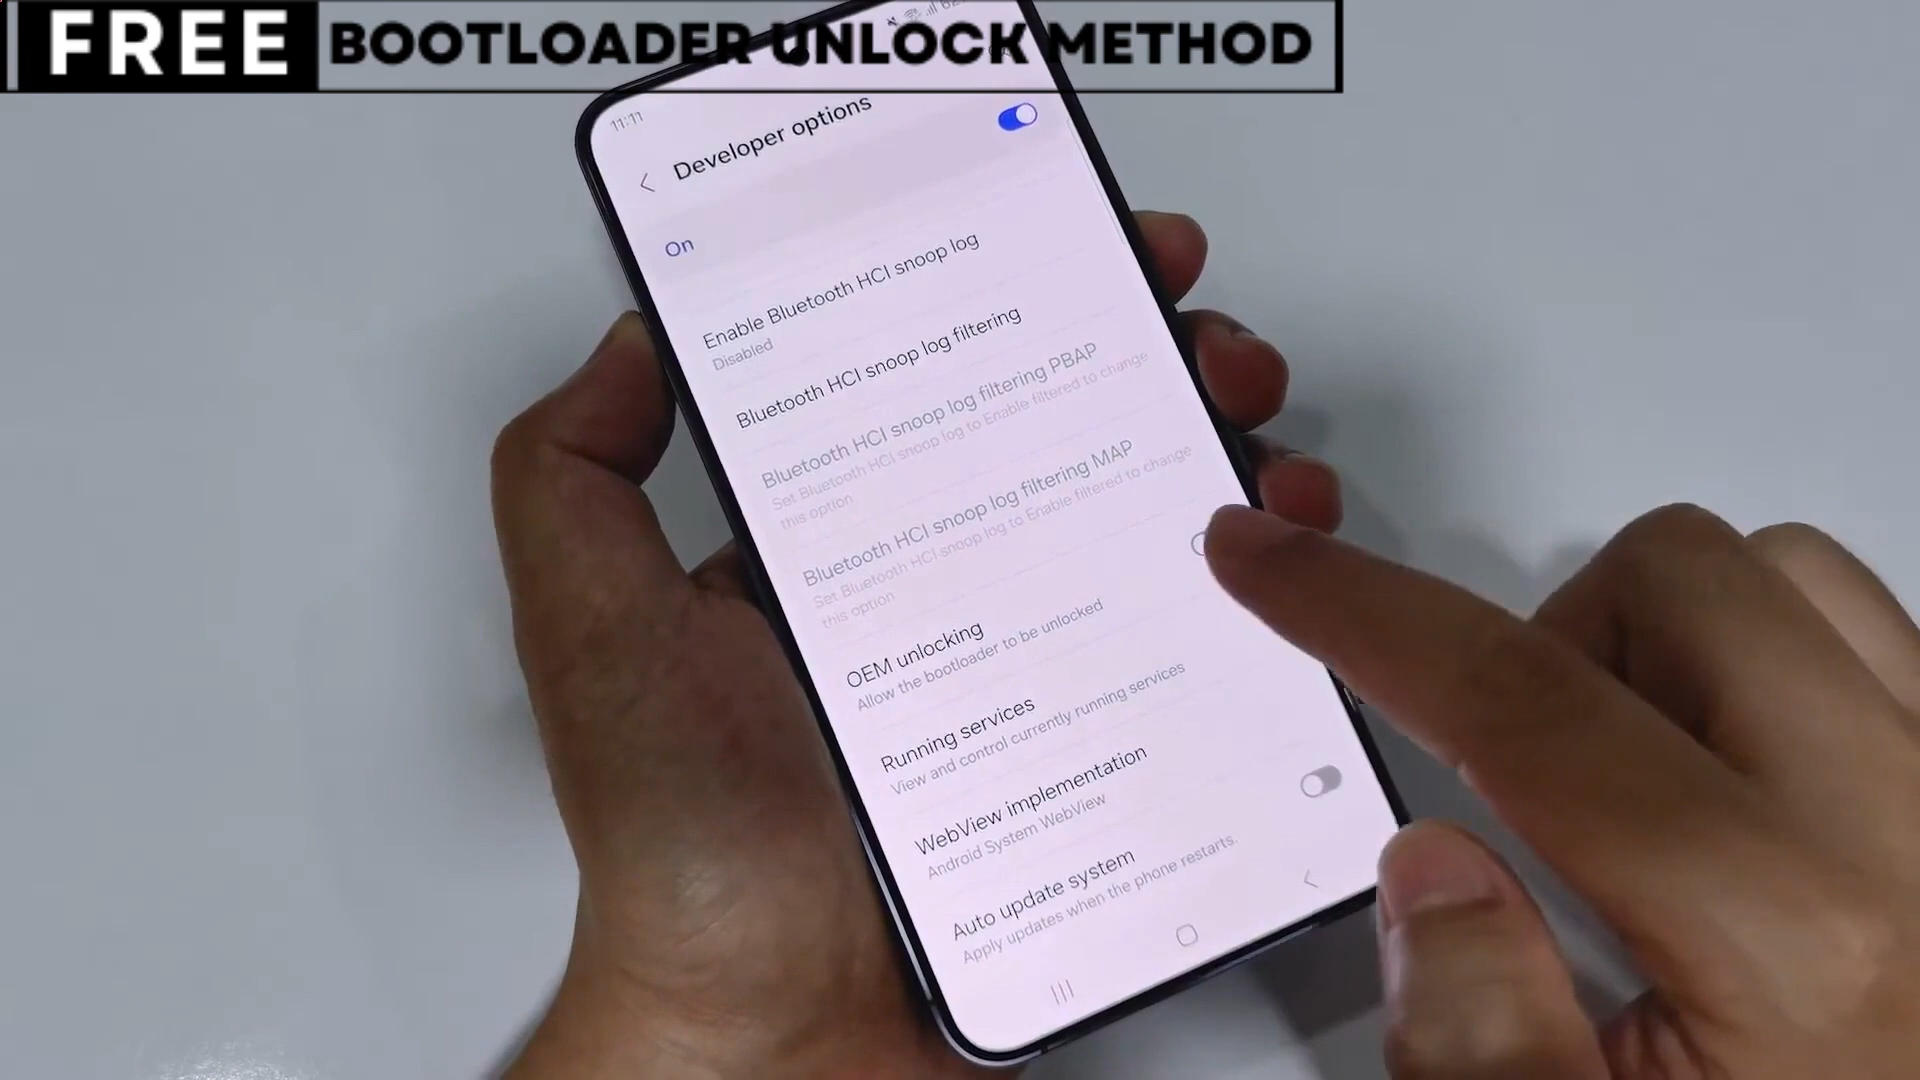 FREE BOOTLOADER UNLOCK METHOD
11:11
Developer options
On
Enable Bluetooth HCI snoop log
Disabled
Bluetooth HCI snoop log filtering
Bluetooth HCI snoop log filtering PBAP
Set Bluetooth HCI snoop log to Enable filtered to change
this option
Bluetooth HCI snoop log filtering MAP
Set Bluetooth HCI snoop log to Enable filtered to change
this option
OEM unlocking
Allow the bootloader to be unlocked
Running services
View and control currently running services
WebView implementation
Android System WebView
Auto update system
Apply updates when the phone restarts.